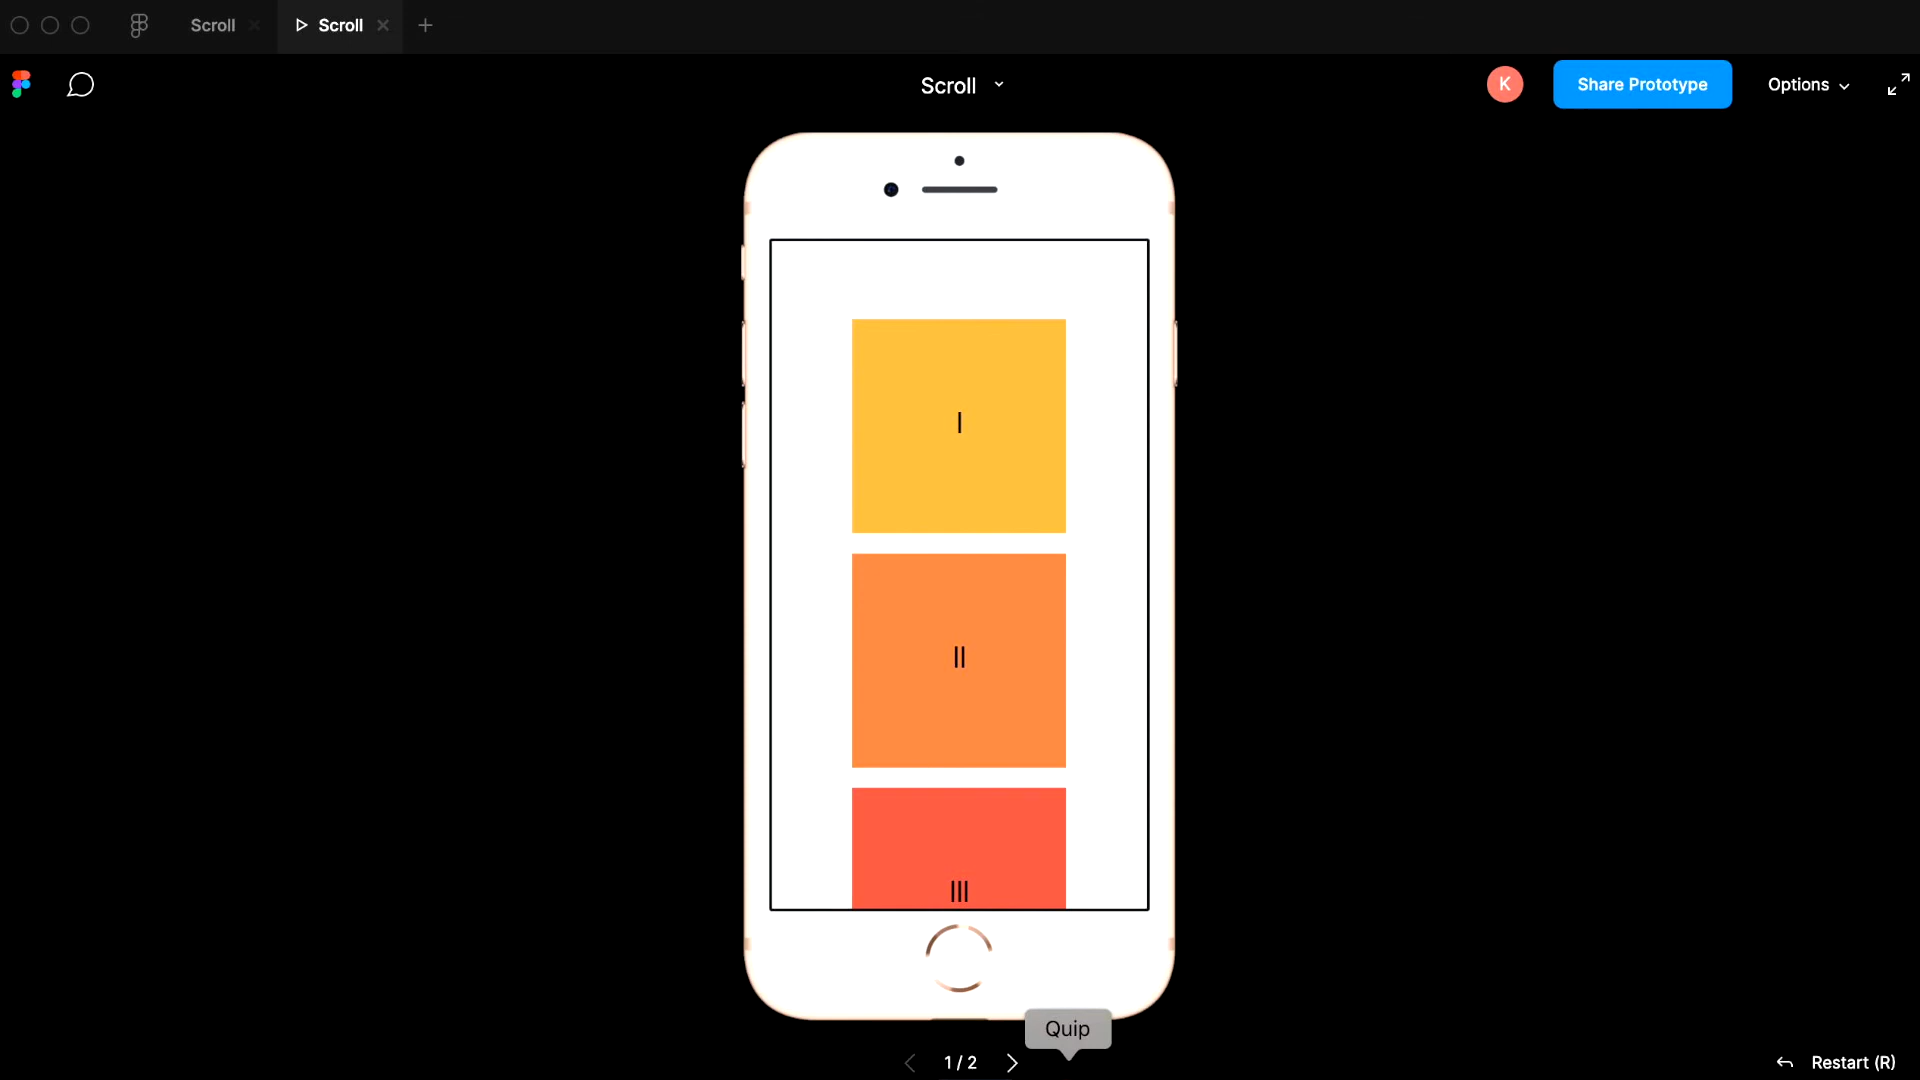 Scroll
Scroll
Scroll
K
Share Prototype
Options
I
II
III
Quip
1 / 2
Restart (R)